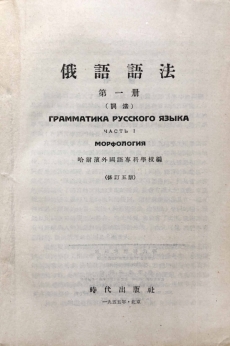 俄語語法
第一册
(詞法)
ГРАММАТИКА РУССКОГО ЯЗЫКА
ЧАСТЬ I
МОРФОЛОГИЯ
哈爾濱外國語專科學校編
(修訂五版)
時代出版社
一九五五年·北京